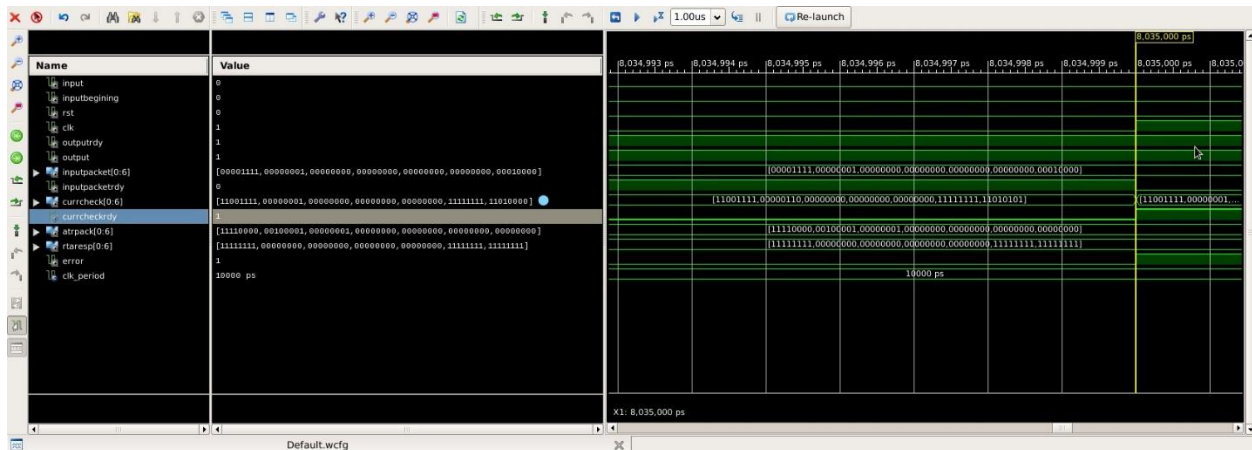 1.00us
Re-launch
8,035,000 ps
Name
Value
8,034,993 ps 8,034,994 ps 8,034,995 ps 8,034,996 ps 8,034,997 ps 8,034,998 ps 8,034,999 ps 8,035,000 ps 8,035,0
input 0
inputbegining 0
rst 0
clk 1
outputrdy 1
output 1
inputpacket[0:6] [00001111,00000001,00000000,00000000,00000000,00000000,00010000] [00001111,00000001,00000000,00000000,00000000,00000000,00010000]
inputpacketrdy 0
currcheck[0:6] [11001111,00000001,00000000,00000000,00000000,11111111,11010000] [11001111,00000110,00000000,00000000,00000000,11111111,11010101] [11001111,00000001,...
currcheckrdy 1
atrpack[0:6] [11110000,00100001,00000001,00000000,00000000,00000000,00000000] [11110000,00100001,00000001,00000000,00000000,00000000,00000000]
rtaresp[0:6] [11111111,00000000,00000000,00000000,00000000,11111111,11111111] [11111111,00000000,00000000,00000000,00000000,11111111,11111111]
error 1
clk_period 10000 ps 10000 ps
X1: 8,035,000 ps
Default.wcfg